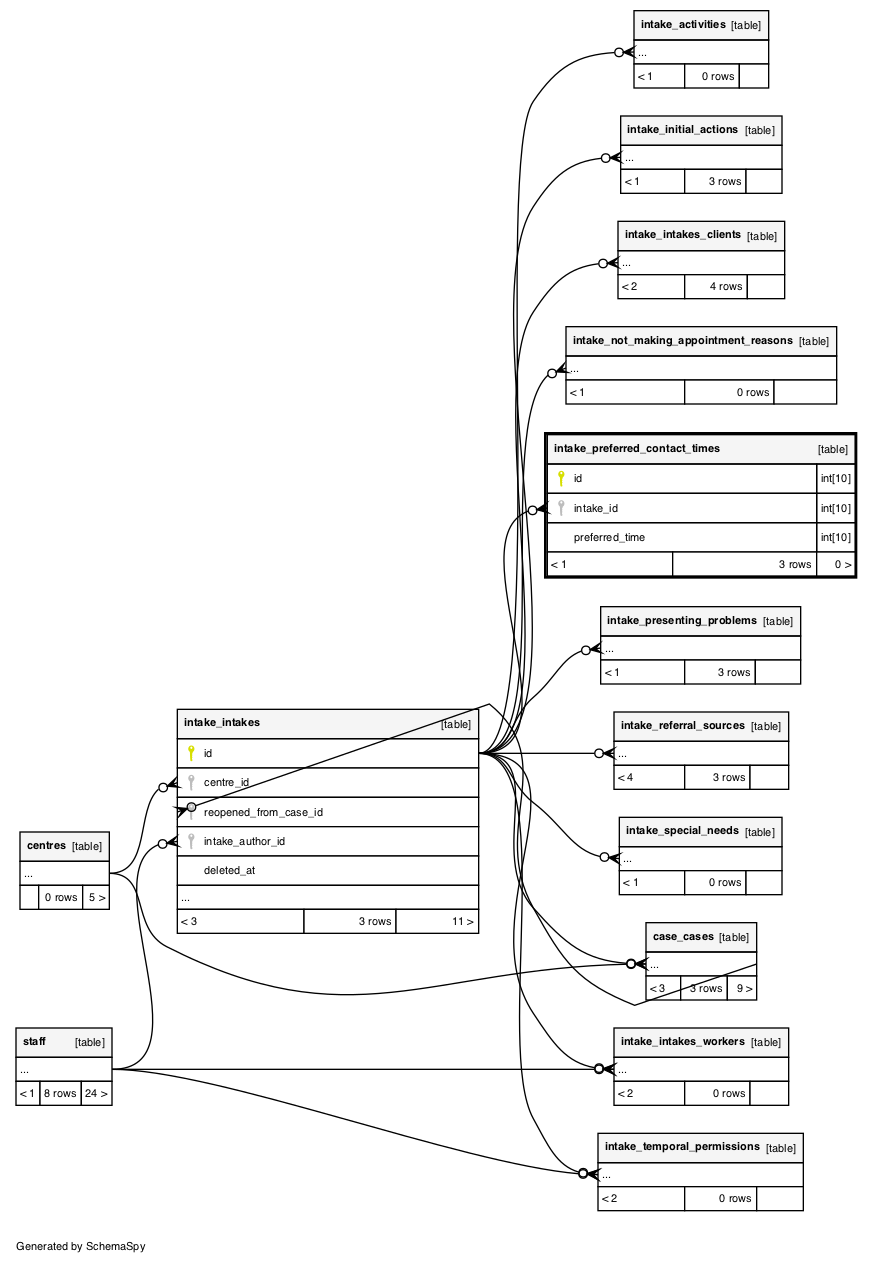 intake_activities [table]
...
< 1 0 rows
intake_initial_actions [table]
...
< 1 3 rows
intake_intakes_clients [table]
...
< 2 4 rows
intake_not_making_appointment_reasons [table]
...
< 1 0 rows
intake_preferred_contact_times [table]
id int[10]
intake_id int[10]
preferred_time int[10]
< 1 3 rows 0 >
intake_presenting_problems [table]
...
< 1 3 rows
intake_referral_sources [table]
...
< 4 3 rows
intake_special_needs [table]
...
< 1 0 rows
case_cases [table]
...
< 3 3 rows 9 >
intake_intakes_workers [table]
...
< 2 0 rows
intake_temporal_permissions [table]
...
< 2 0 rows
intake_intakes [table]
id
centre_id
reopened_from_case_id
intake_author_id
deleted_at
...
< 3 3 rows 11 >
centres [table]
...
0 rows 5 >
staff [table]
...
< 1 8 rows 24 >
Generated by SchemaSpy